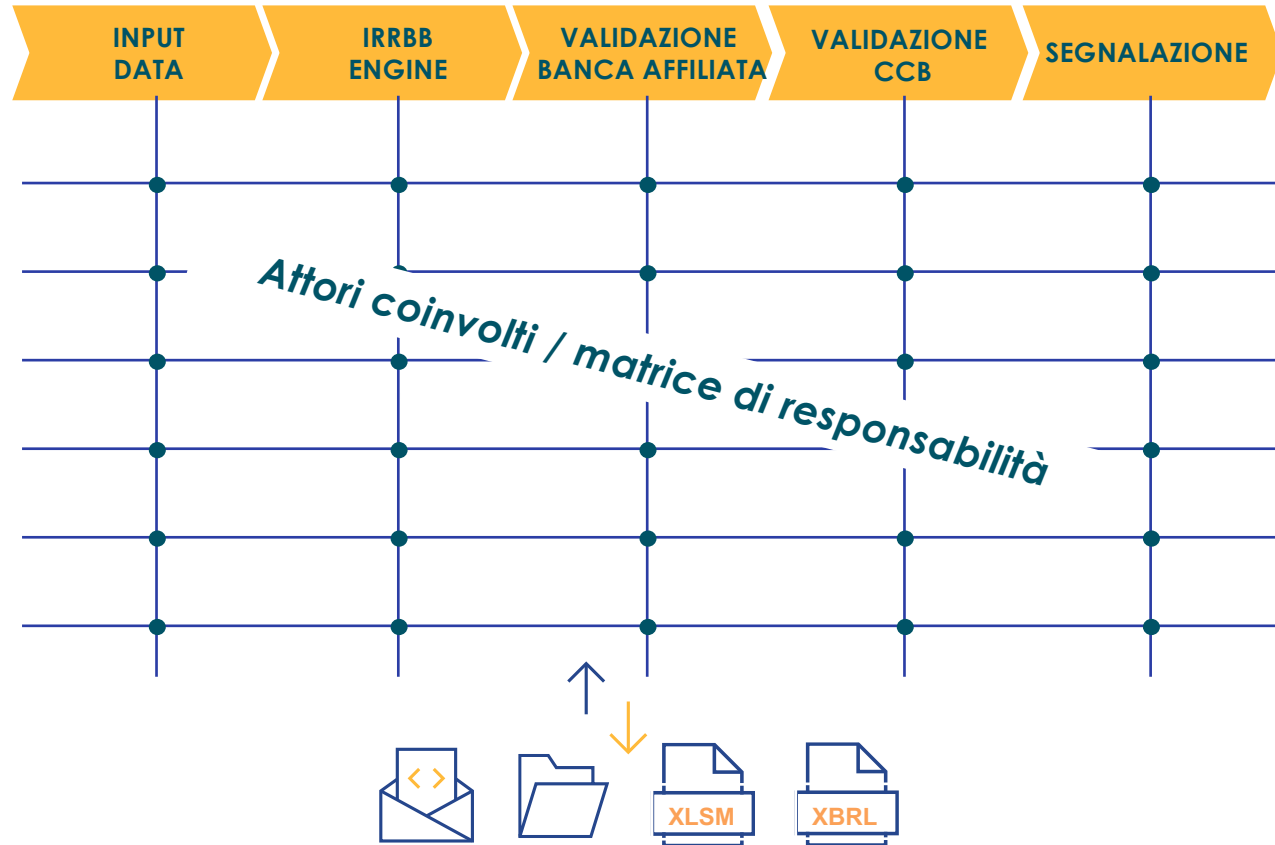 INPUT
DATA
IRRBB
ENGINE
VALIDAZIONE
BANCA AFFILIATA
VALIDAZIONE
CCB
SEGNALAZIONE
Attori coinvolti / matrice di responsabilità
< >
XLSM
XBRL